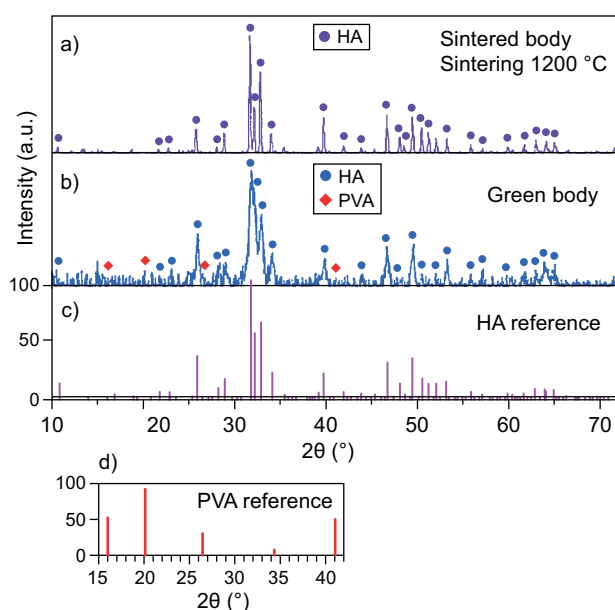 a)
HA
Sintered body
Sintering 1200 °C
b)
HA
PVA
Green body
Intensity (a.u.)
100
50
0
c)
HA reference
10 20 30 40 50 60 70
2θ (°)
d)
PVA reference
100
50
0
15 20 25 30 35 40
2θ (°)